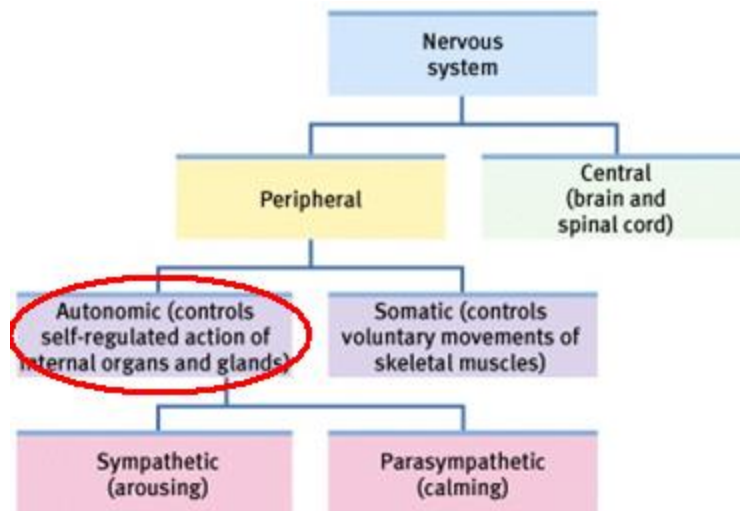 Nervous
system
Peripheral
Central
(brain and
spinal cord)
Autonomic (controls
self-regulated action of
internal organs and glands)
Somatic (controls
voluntary movements of
skeletal muscles)
Sympathetic
(arousing)
Parasympathetic
(calming)